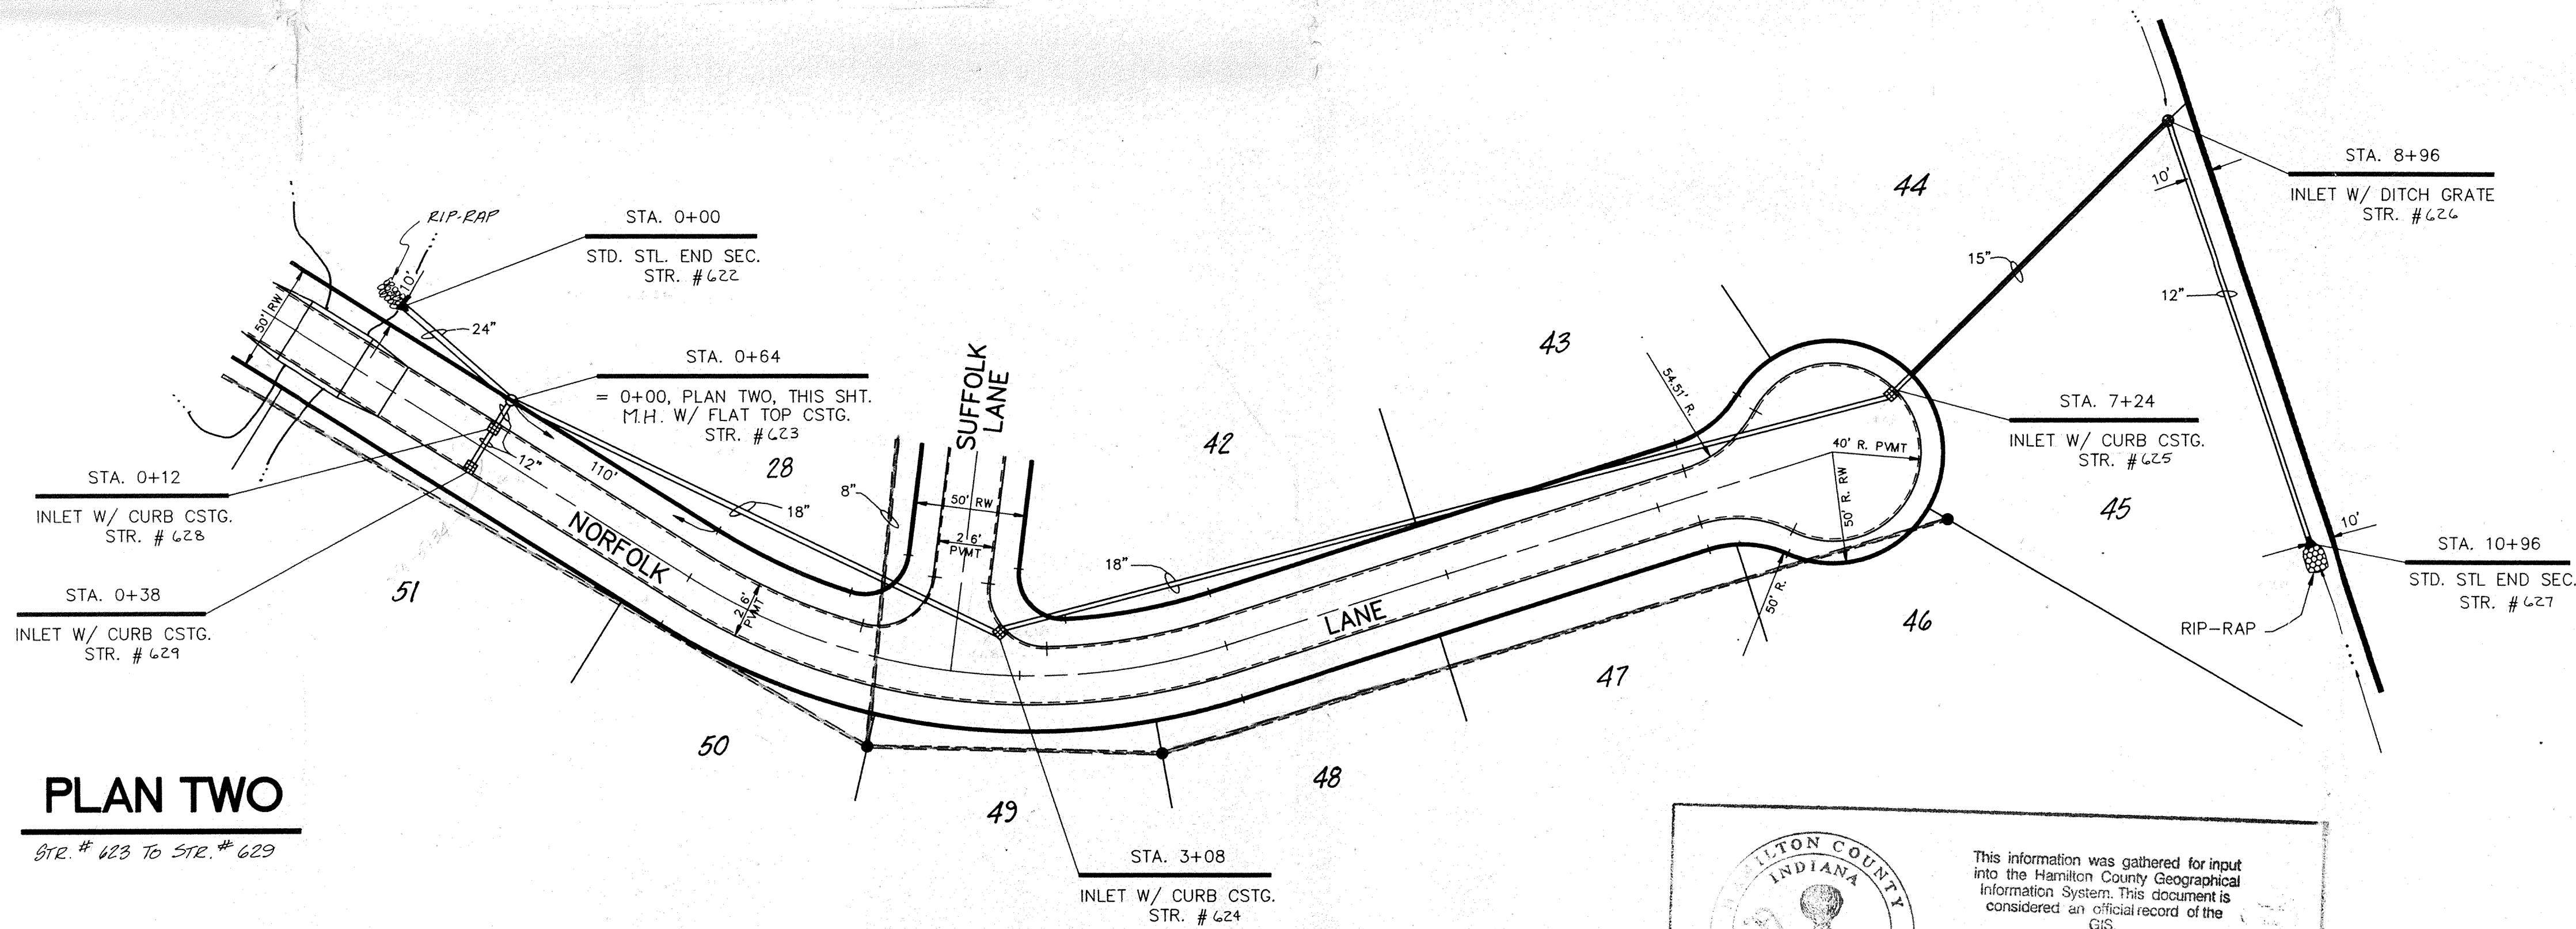 RIP-RAP
10'
STA. 0+00
STD. STL. END SEC.
STR. #622
50' RW
24"
STA. 0+64
= 0+00, PLAN TWO, THIS SHT.
M.H. W/ FLAT TOP CSTG.
STR. #623
12"
110'
28
18"
8"
SUFFOLK
LANE
50' RW
26'
PVMT
STA. 0+12
INLET W/ CURB CSTG.
STR. #628
STA. 0+38
INLET W/ CURB CSTG.
STR. #629
51
NORFOLK
26'
PVMT
50
49
48
47
46
45
44
43
42
18"
LANE
54.51' R.
40' R. PVMT
50' R. RW
50' R.
15"
12"
10'
STA. 8+96
INLET W/ DITCH GRATE
STR. #626
STA. 7+24
INLET W/ CURB CSTG.
STR. #625
10'
STA. 10+96
STD. STL END SEC.
STR. #627
RIP-RAP
STA. 3+08
INLET W/ CURB CSTG.
STR. #624
PLAN TWO
STR. # 623 TO STR. # 629
HAMILTON COUNTY
INDIANA
This information was gathered for input
into the Hamilton County Geographical
Information System. This document is
considered an official record of the
GIS.